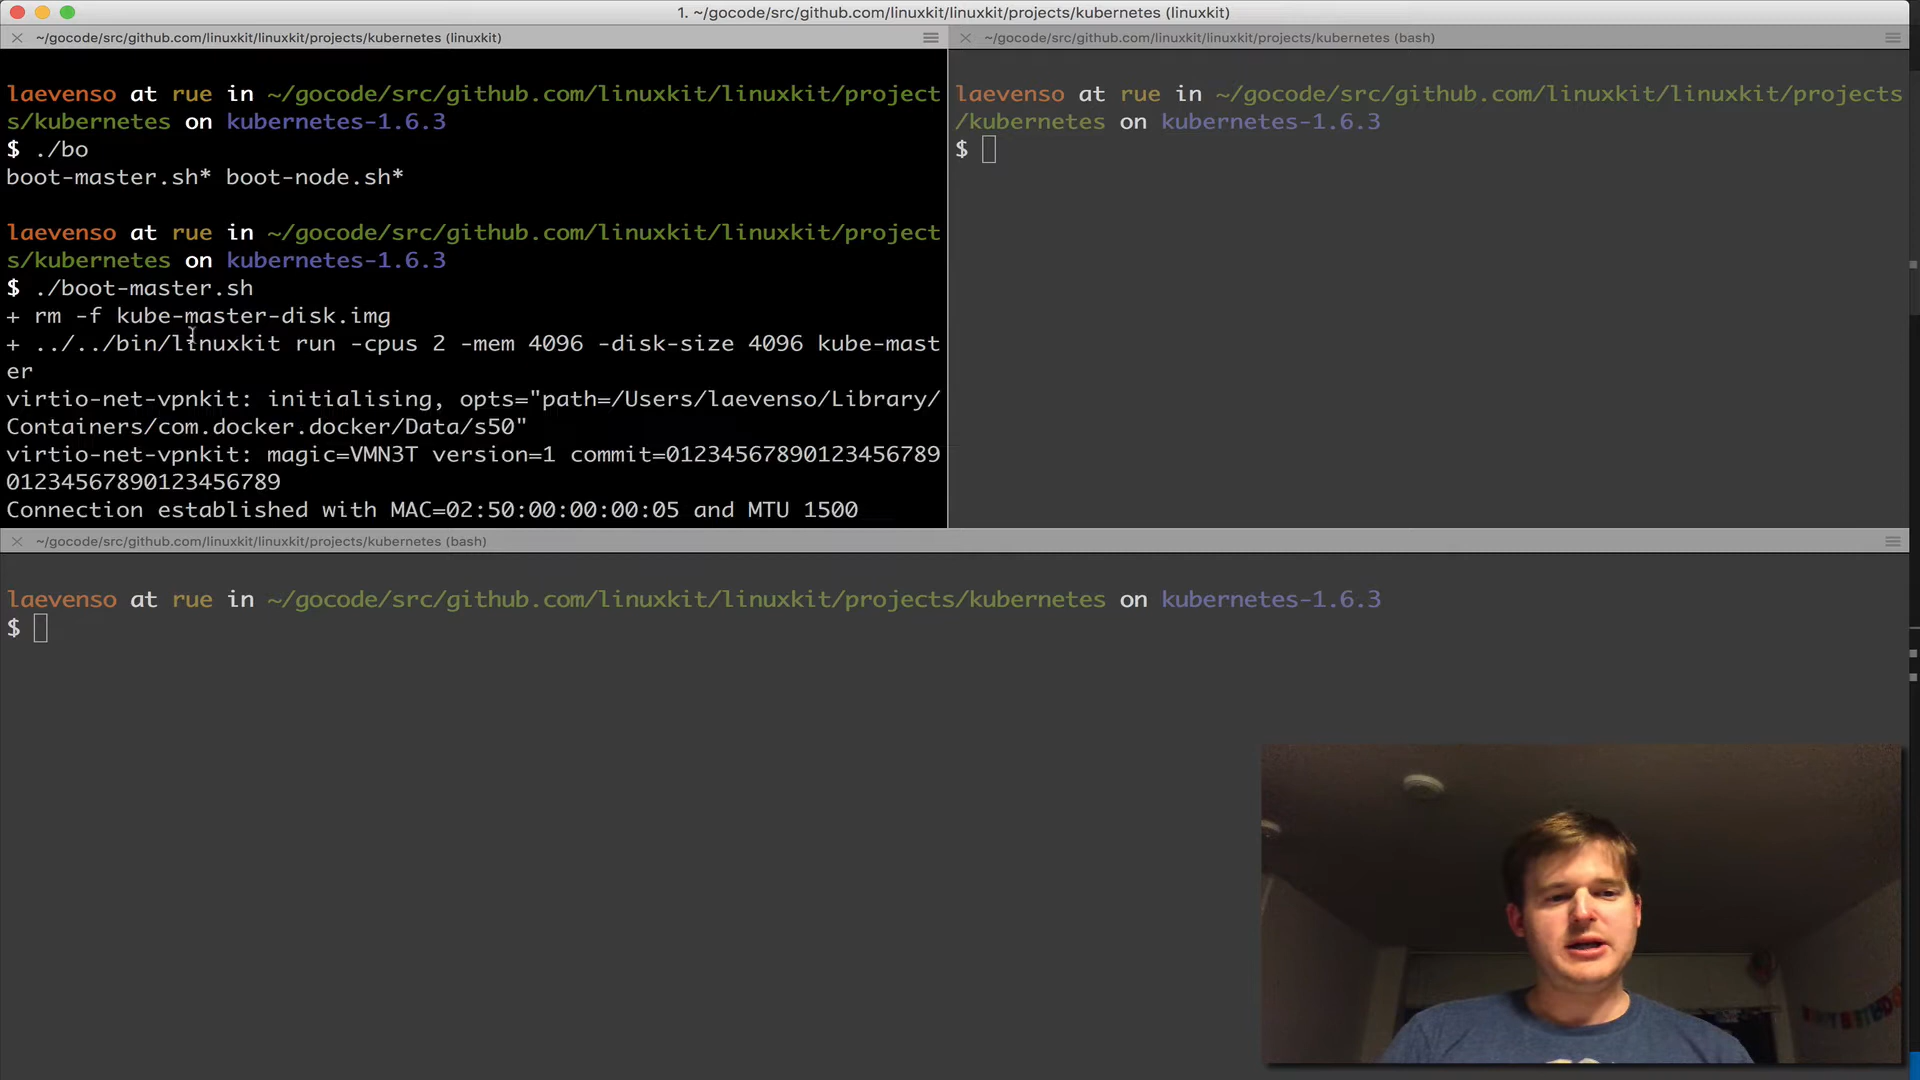 1. ~/gocode/src/github.com/linuxkit/linuxkit/projects/kubernetes (linuxkit)
~/gocode/src/github.com/linuxkit/linuxkit/projects/kubernetes (linuxkit)
laevenso at rue in ~/gocode/src/github.com/linuxkit/linuxkit/project
s/kubernetes on kubernetes-1.6.3
$ ./bo
boot-master.sh* boot-node.sh*
laevenso at rue in ~/gocode/src/github.com/linuxkit/linuxkit/project
s/kubernetes on kubernetes-1.6.3
$ ./boot-master.sh
+ rm -f kube-master-disk.img
+ ../../bin/linuxkit run -cpus 2 -mem 4096 -disk-size 4096 kube-mast
er
virtio-net-vpnkit: initialising, opts="path=/Users/laevenso/Library/
Containers/com.docker.docker/Data/s50"
virtio-net-vpnkit: magic=VMN3T version=1 commit=01234567890123456789
01234567890123456789
Connection established with MAC=02:50:00:00:00:05 and MTU 1500
~/gocode/src/github.com/linuxkit/linuxkit/projects/kubernetes (bash)
laevenso at rue in ~/gocode/src/github.com/linuxkit/linuxkit/projects
/kubernetes on kubernetes-1.6.3
$
~/gocode/src/github.com/linuxkit/linuxkit/projects/kubernetes (bash)
laevenso at rue in ~/gocode/src/github.com/linuxkit/linuxkit/projects/kubernetes on kubernetes-1.6.3
$